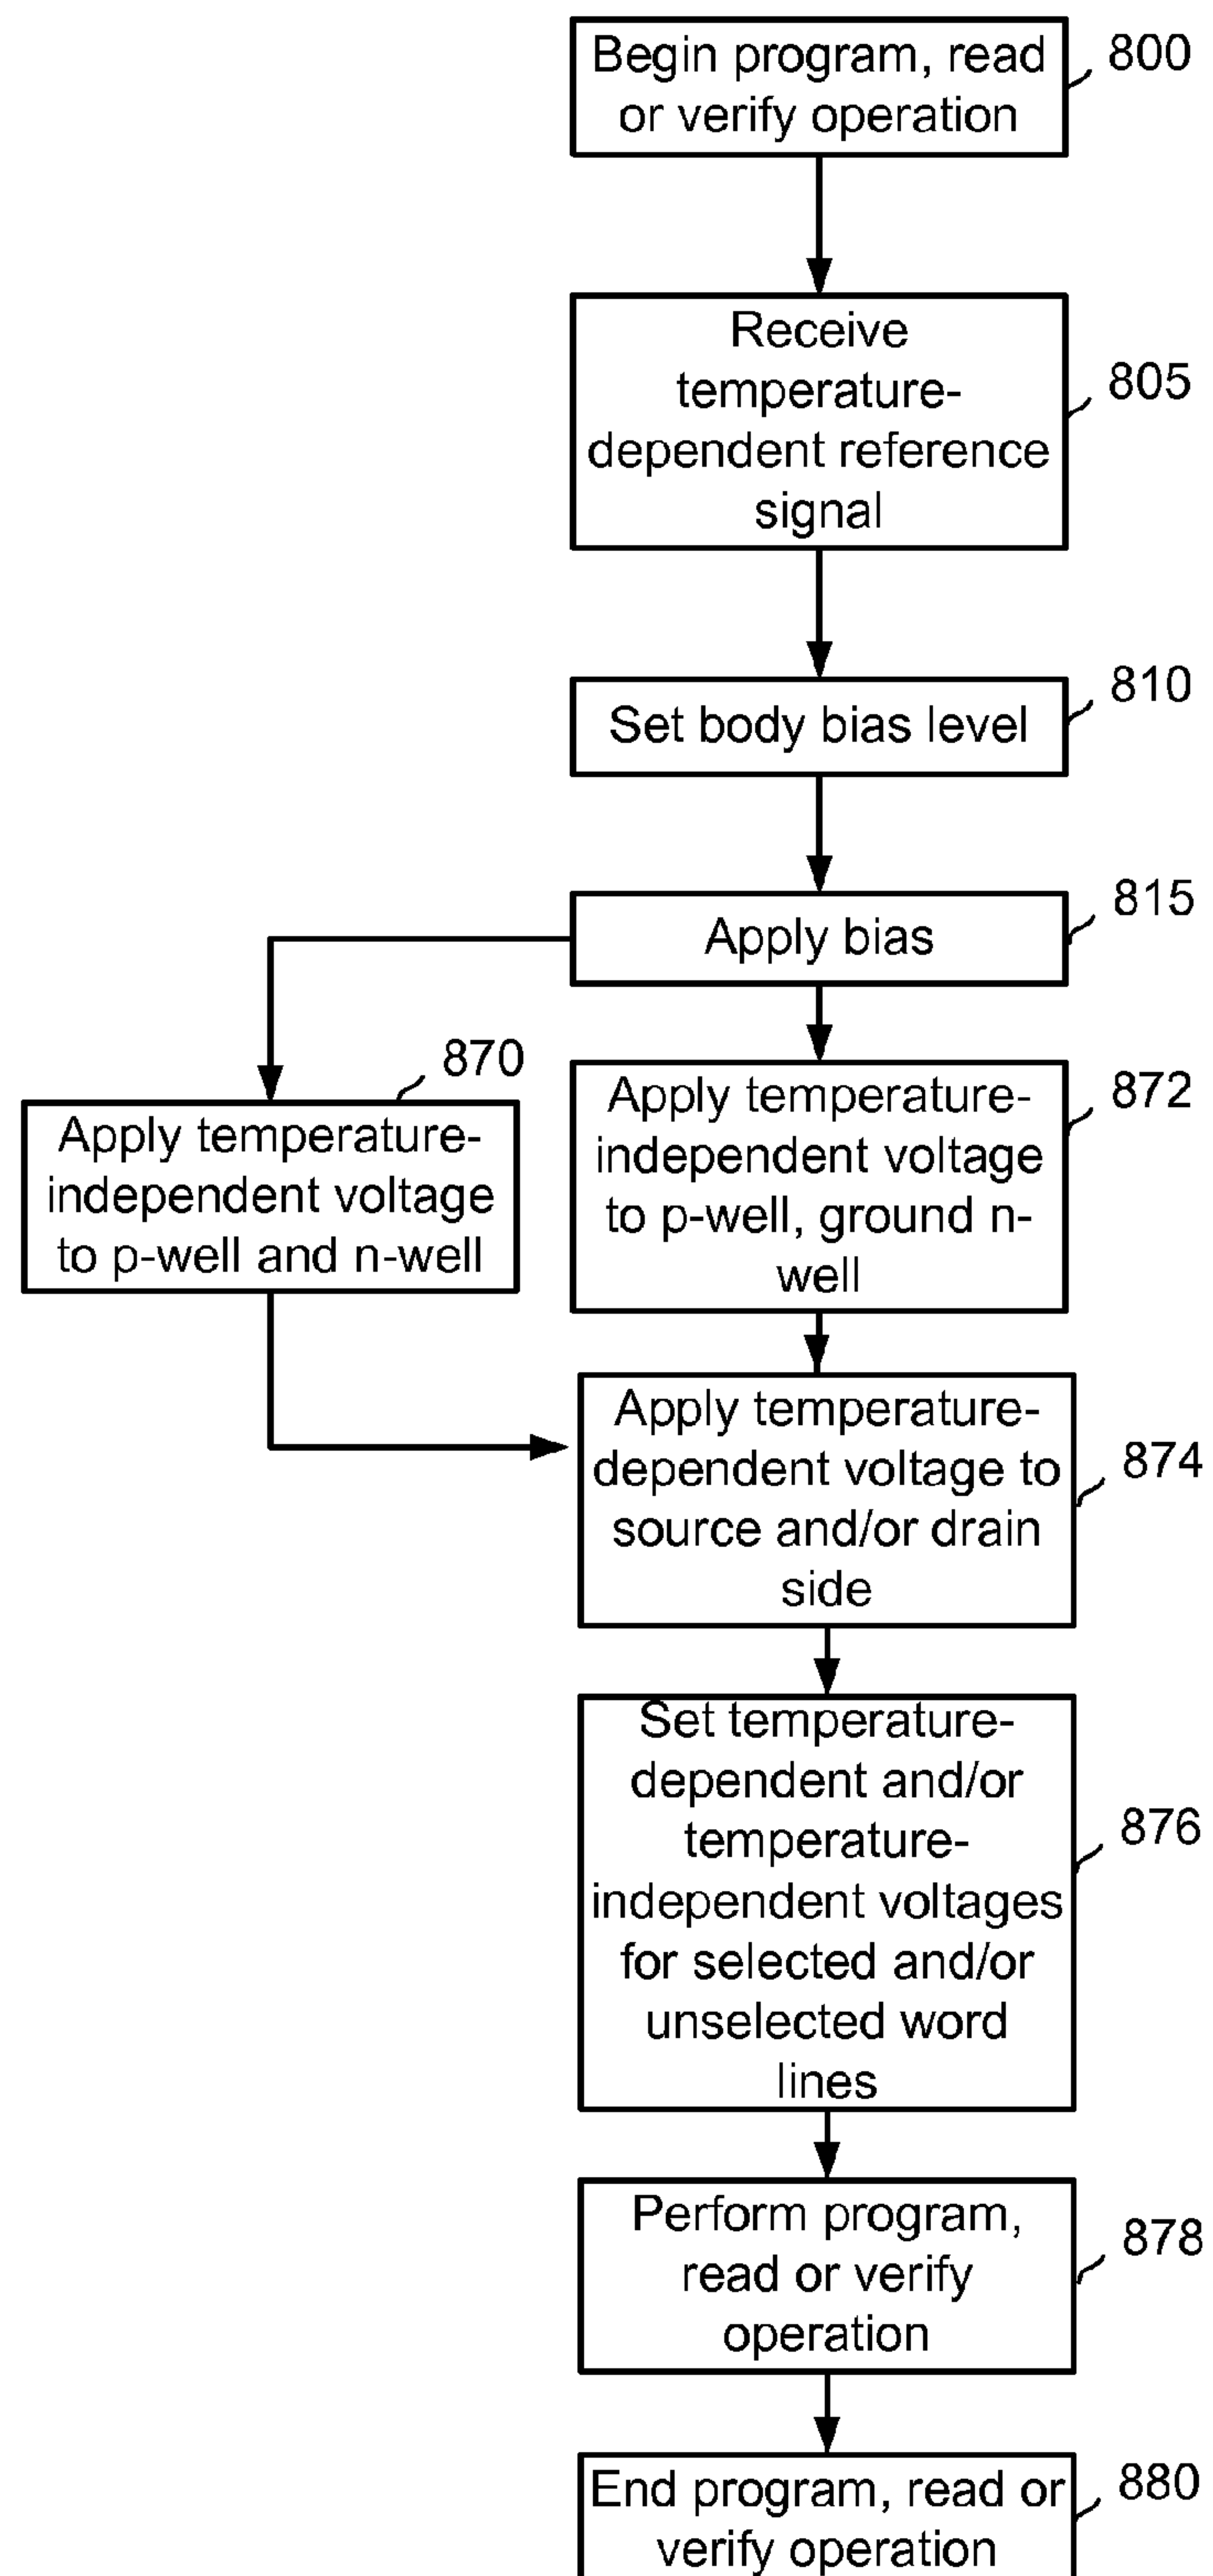 Begin program, read
or verify operation
800
Receive
temperature-
dependent reference
signal
805
Set body bias level
810
Apply bias
815
870
Apply temperature-
independent voltage
to p-well and n-well
Apply temperature-
independent voltage
to p-well, ground n-
well
872
Apply temperature-
dependent voltage to
source and/or drain
side
874
Set temperature-
dependent and/or
temperature-
independent voltages
for selected and/or
unselected word
lines
876
Perform program,
read or verify
operation
878
End program, read or
verify operation
880